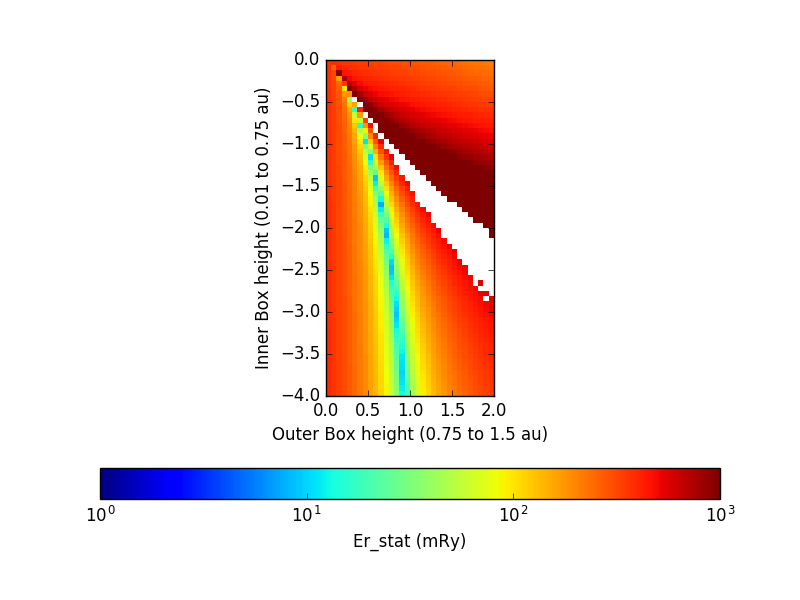 0.0
−0.5
−1.0
−1.5
−2.0
−2.5
−3.0
−3.5
−4.0
Inner Box height (0.01 to 0.75 au)
0.0 0.5 1.0 1.5 2.0
Outer Box height (0.75 to 1.5 au)
10⁰ 10¹ 10² 10³
Er_stat (mRy)